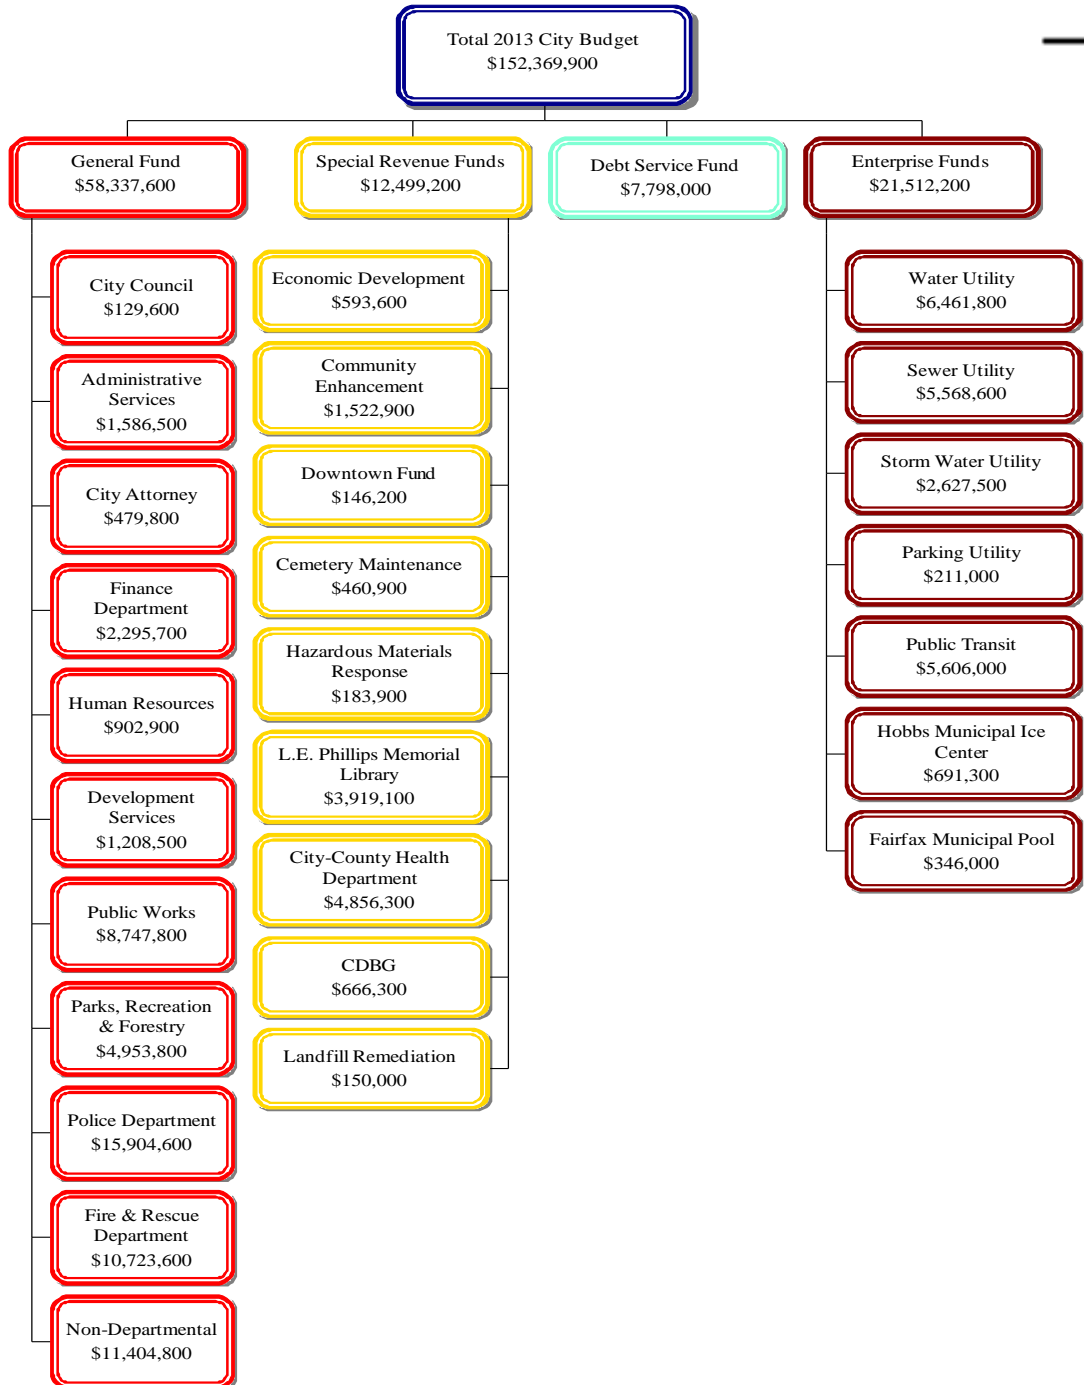 Total 2013 City Budget
$152,369,900
General Fund
$58,337,600
City Council
$129,600
Administrative
Services
$1,586,500
City Attorney
$479,800
Finance
Department
$2,295,700
Human Resources
$902,900
Development
Services
$1,208,500
Public Works
$8,747,800
Parks, Recreation
& Forestry
$4,953,800
Police Department
$15,904,600
Fire & Rescue
Department
$10,723,600
Non-Departmental
$11,404,800
Special Revenue Funds
$12,499,200
Economic Development
$593,600
Community
Enhancement
$1,522,900
Downtown Fund
$146,200
Cemetery Maintenance
$460,900
Hazardous Materials
Response
$183,900
L.E. Phillips Memorial
Library
$3,919,100
City-County Health
Department
$4,856,300
CDBG
$666,300
Landfill Remediation
$150,000
Debt Service Fund
$7,798,000
Enterprise Funds
$21,512,200
Water Utility
$6,461,800
Sewer Utility
$5,568,600
Storm Water Utility
$2,627,500
Parking Utility
$211,000
Public Transit
$5,606,000
Hobbs Municipal Ice
Center
$691,300
Fairfax Municipal Pool
$346,000